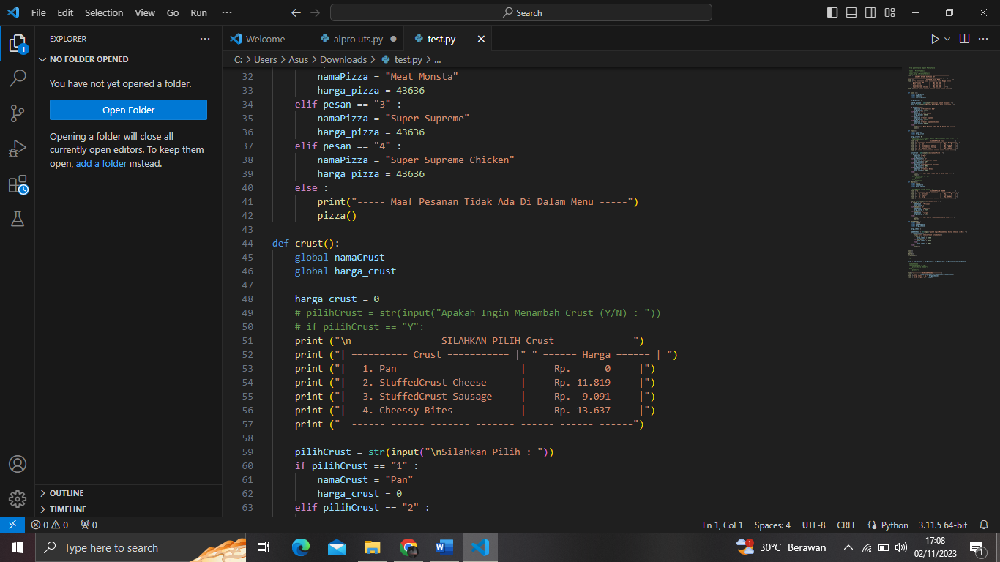 File Edit Selection View Go Run ··· Search
EXPLORER ···
1
NO FOLDER OPENED
You have not yet opened a folder.
Open Folder
Opening a folder will close all
currently open editors. To keep them
open, add a folder instead.
OUTLINE
TIMELINE
Welcome alpro uts.py ● test.py ×
C: > Users > Asus > Downloads > test.py > ...
32 namaPizza = "Meat Monsta"
33 harga_pizza = 43636
34 elif pesan == "3" :
35 namaPizza = "Super Supreme"
36 harga_pizza = 43636
37 elif pesan == "4" :
38 namaPizza = "Super Supreme Chicken"
39 harga_pizza = 43636
40 else :
41 print("----- Maaf Pesanan Tidak Ada Di Dalam Menu -----")
42 pizza()
43
44 def crust():
45 global namaCrust
46 global harga_crust
47
48 harga_crust = 0
49 # pilihCrust = str(input("Apakah Ingin Menambah Crust (Y/N) : "))
50 # if pilihCrust == "Y":
51 print ("\n                SILAHKAN PILIH Crust              ")
52 print ("| ========== Crust =========== |" " ====== Harga ====== | ")
53 print ("|   1. Pan                      |     Rp.      0     |")
54 print ("|   2. StuffedCrust Cheese      |     Rp. 11.819     |")
55 print ("|   3. StuffedCrust Sausage     |     Rp.  9.091     |")
56 print ("|   4. Cheessy Bites            |     Rp. 13.637     |")
57 print ("  ------ ------ ------- ------- ------ ------ ------")
58
59 pilihCrust = str(input("\nSilahkan Pilih : "))
60 if pilihCrust == "1" :
61 namaCrust = "Pan"
62 harga_crust = 0
63 elif pilihCrust == "2" :
0 0 0 Ln 1, Col 1 Spaces: 4 UTF-8 CRLF Python 3.11.5 64-bit
Type here to search 1 30°C Berawan 17:08
02/11/2023 1